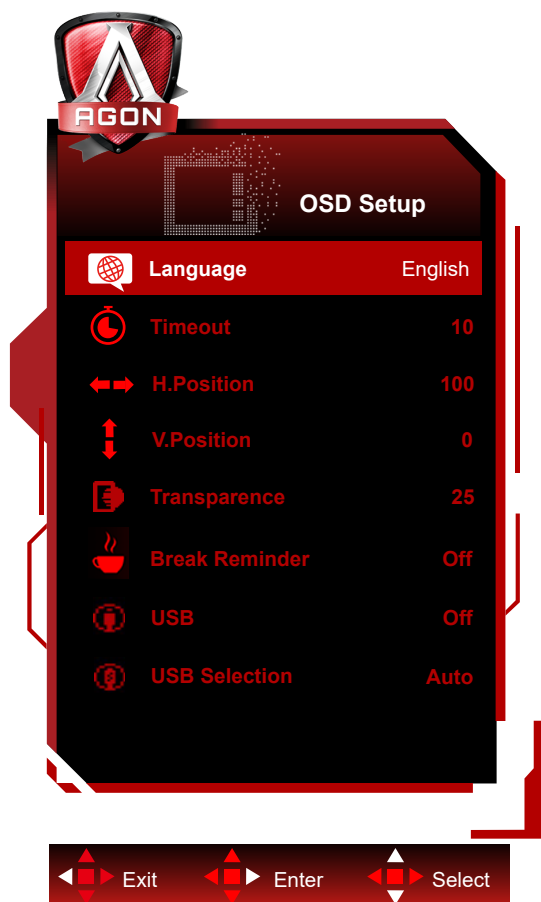 AGON
OSD Setup
Language English
Timeout 10
H.Position 100
V.Position 0
Transparence 25
Break Reminder Off
USB Off
USB Selection Auto
Exit Enter Select